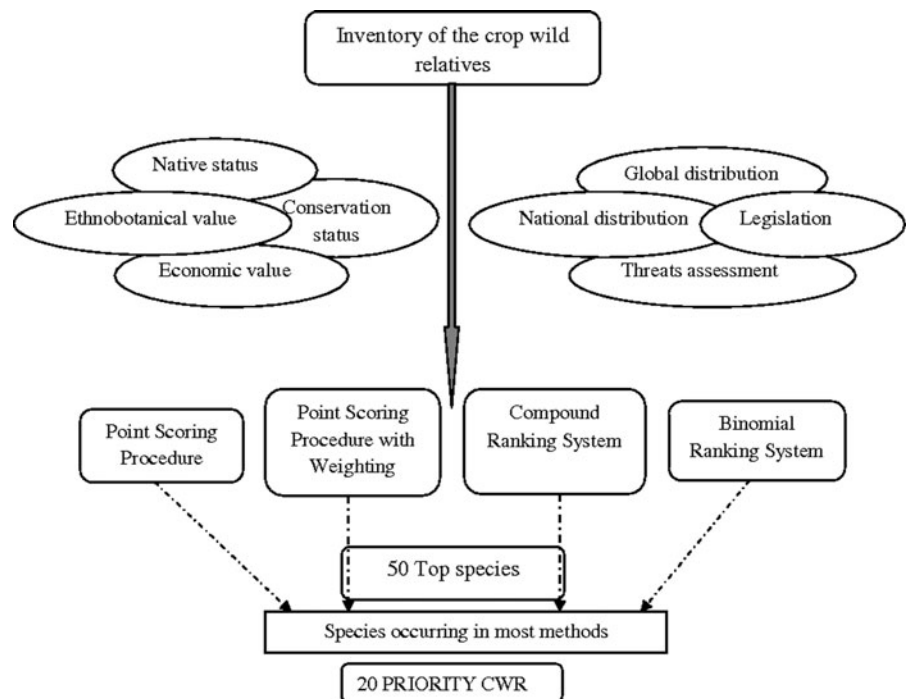 Inventory of the crop wild
relatives
Native status
Conservation
status
Ethnobotanical value
Economic value
Global distribution
National distribution
Legislation
Threats assessment
Point Scoring
Procedure
Point Scoring
Procedure with
Weighting
Compound
Ranking System
Binomial
Ranking System
50 Top species
Species occurring in most methods
20 PRIORITY CWR